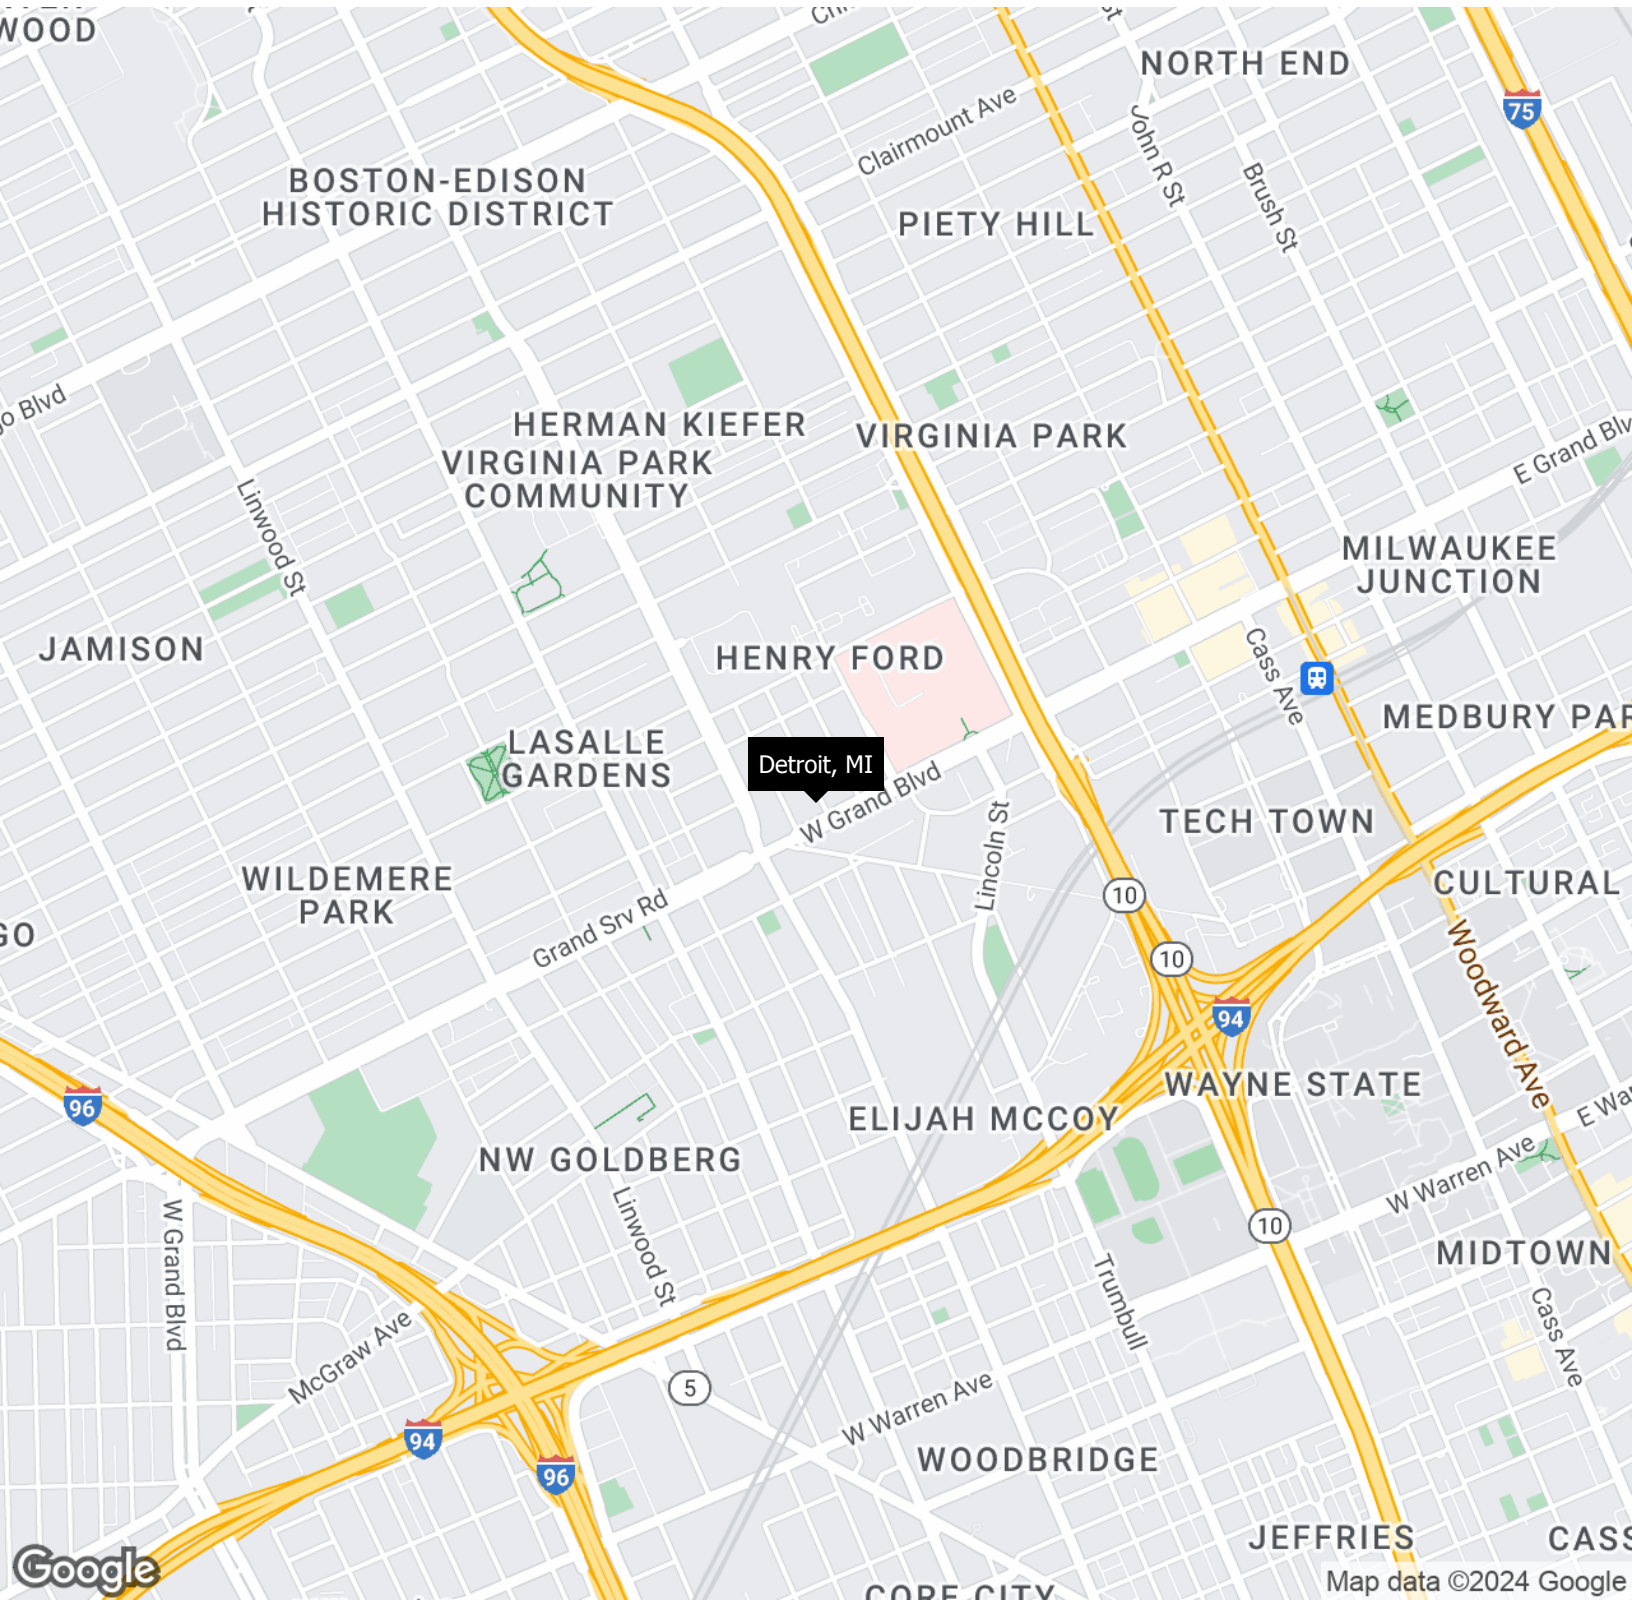 WOOD
NORTH END
75
Clairmount Ave
John R St
BOSTON-EDISON
HISTORIC DISTRICT
Brush St
PIETY HILL
go Blvd
HERMAN KIEFER
VIRGINIA PARK
VIRGINIA PARK
COMMUNITY
E Grand Blv
Linwood St
MILWAUKEE
JUNCTION
JAMISON
HENRY FORD
Cass Ave
MEDBURY PAR
LASALLE
GARDENS
Detroit, MI
W Grand Blvd
TECH TOWN
Lincoln St
WILDEMERE
PARK
CULTURAL
10
GO
Grand Srv Rd
10
Woodward Ave
94
96
WAYNE STATE
ELIJAH MCCOY
E War
NW GOLDBERG
W Warren Ave
Linwood St
W Grand Blvd
10
MIDTOWN
Trumbull
Cass Ave
McGraw Ave
5
W Warren Ave
94
WOODBRIDGE
96
JEFFRIES
CASS
Google
Map data ©2024 Google
CORE CITY